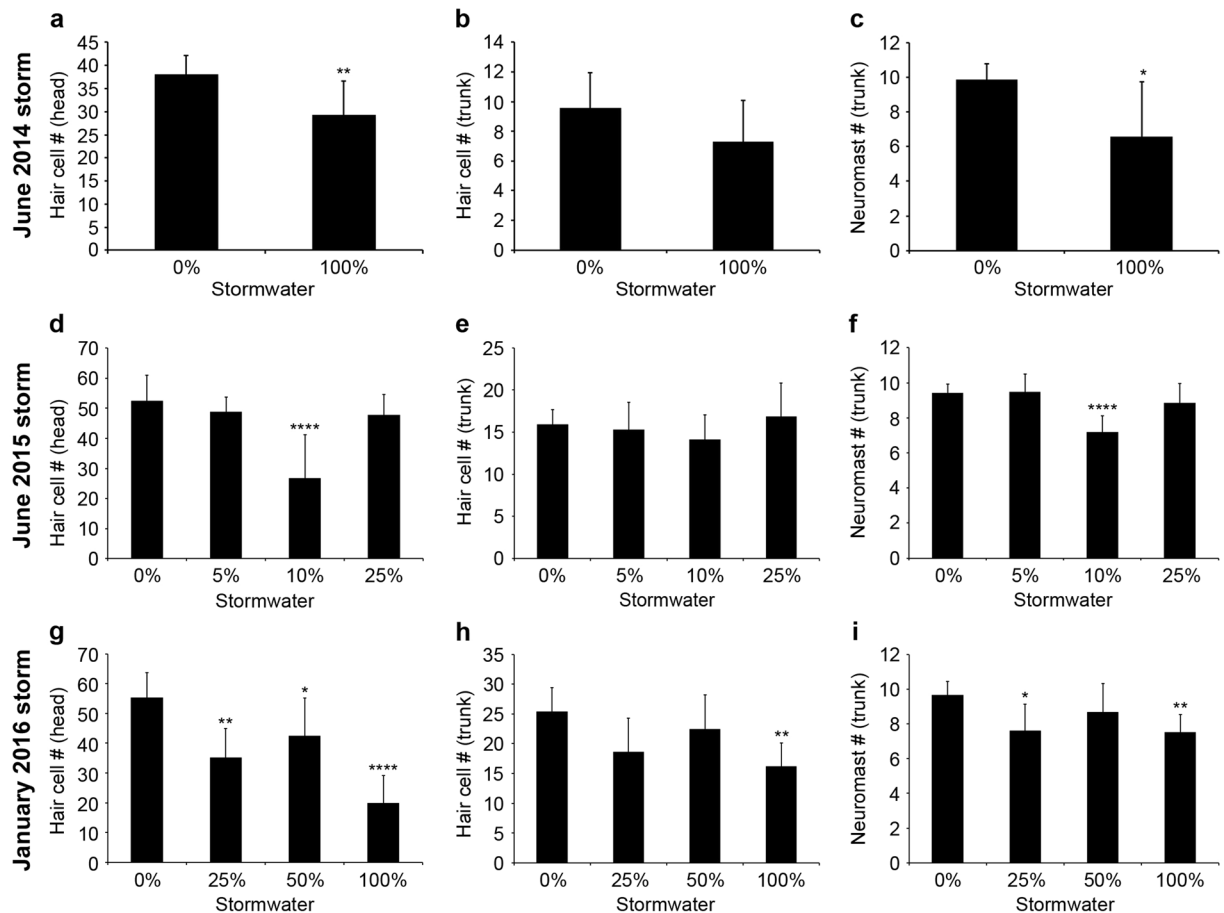 June 2014 storm
a
Hair cell # (head)
45
40
35
30
25
20
15
10
5
0
**
0% 100%
Stormwater
b
Hair cell # (trunk)
14
12
10
8
6
4
2
0
0% 100%
Stormwater
c
Neuromast # (trunk)
12
10
8
6
4
2
0
*
0% 100%
Stormwater
June 2015 storm
d
Hair cell # (head)
70
60
50
40
30
20
10
0
****
0% 5% 10% 25%
Stormwater
e
Hair cell # (trunk)
25
20
15
10
5
0
0% 5% 10% 25%
Stormwater
f
Neuromast # (trunk)
12
10
8
6
4
2
0
****
0% 5% 10% 25%
Stormwater
January 2016 storm
g
Hair cell # (head)
70
60
50
40
30
20
10
0
** * ****
0% 25% 50% 100%
Stormwater
h
Hair cell # (trunk)
35
30
25
20
15
10
5
0
**
0% 25% 50% 100%
Stormwater
i
Neuromast # (trunk)
12
10
8
6
4
2
0
* **
0% 25% 50% 100%
Stormwater